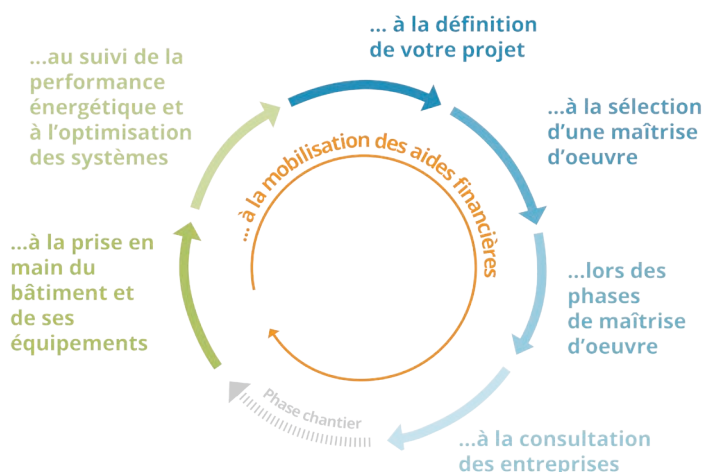 ... à la définition
de votre projet
...à la sélection
d'une maîtrise
d'oeuvre
...lors des
phases
de maîtrise
d'oeuvre
...à la consultation
des entreprises
Phase chantier
...à la prise en
main du
bâtiment et
de ses
équipements
...au suivi de la
performance
énergétique et
à l'optimisation
des systèmes
... à la mobilisation des aides financières